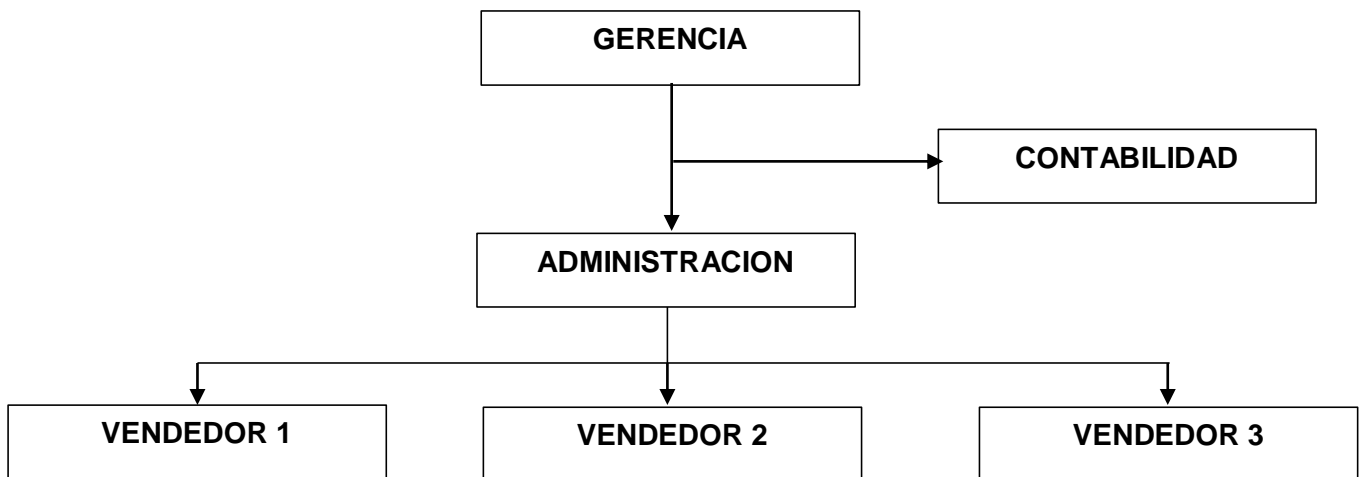 GERENCIA
CONTABILIDAD
ADMINISTRACION
VENDEDOR 1
VENDEDOR 2
VENDEDOR 3